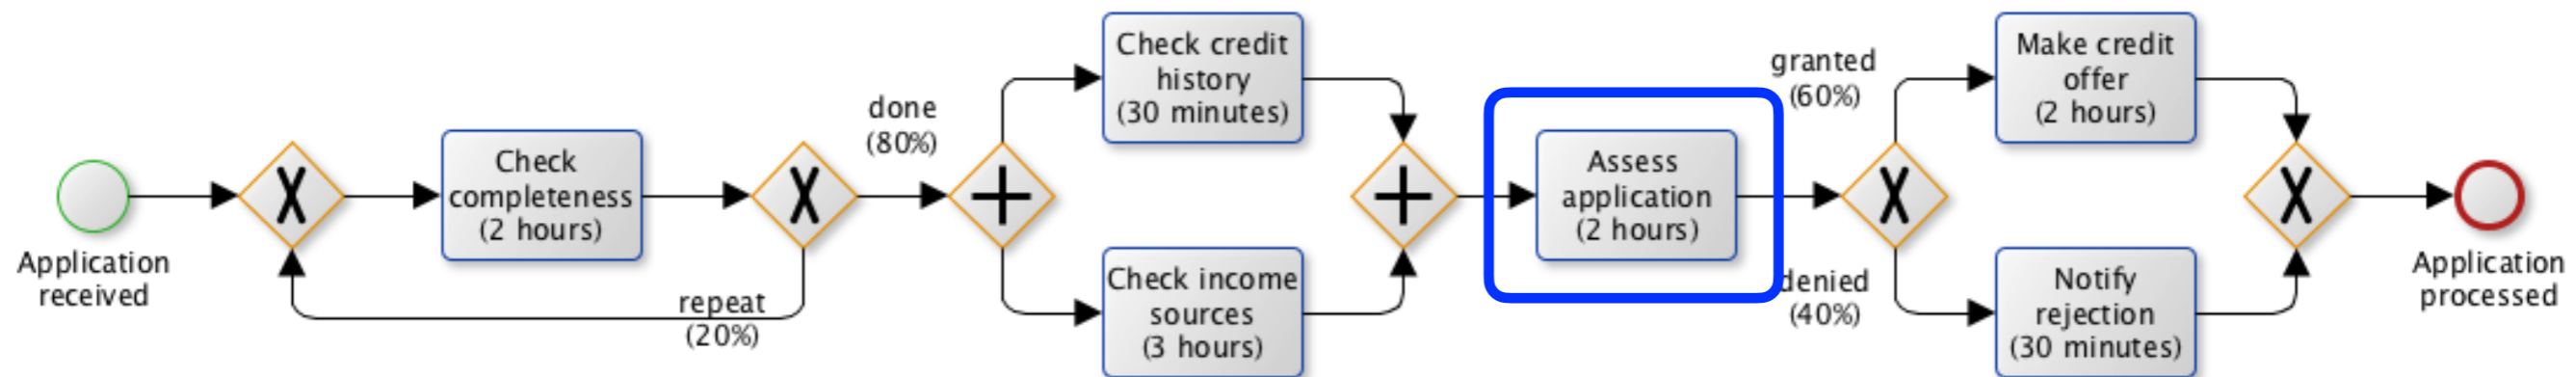 Application
received
Check
completeness
(2 hours)
repeat
(20%)
done
(80%)
Check credit
history
(30 minutes)
Check income
sources
(3 hours)
Assess
application
(2 hours)
granted
(60%)
denied
(40%)
Make credit
offer
(2 hours)
Notify
rejection
(30 minutes)
Application
processed